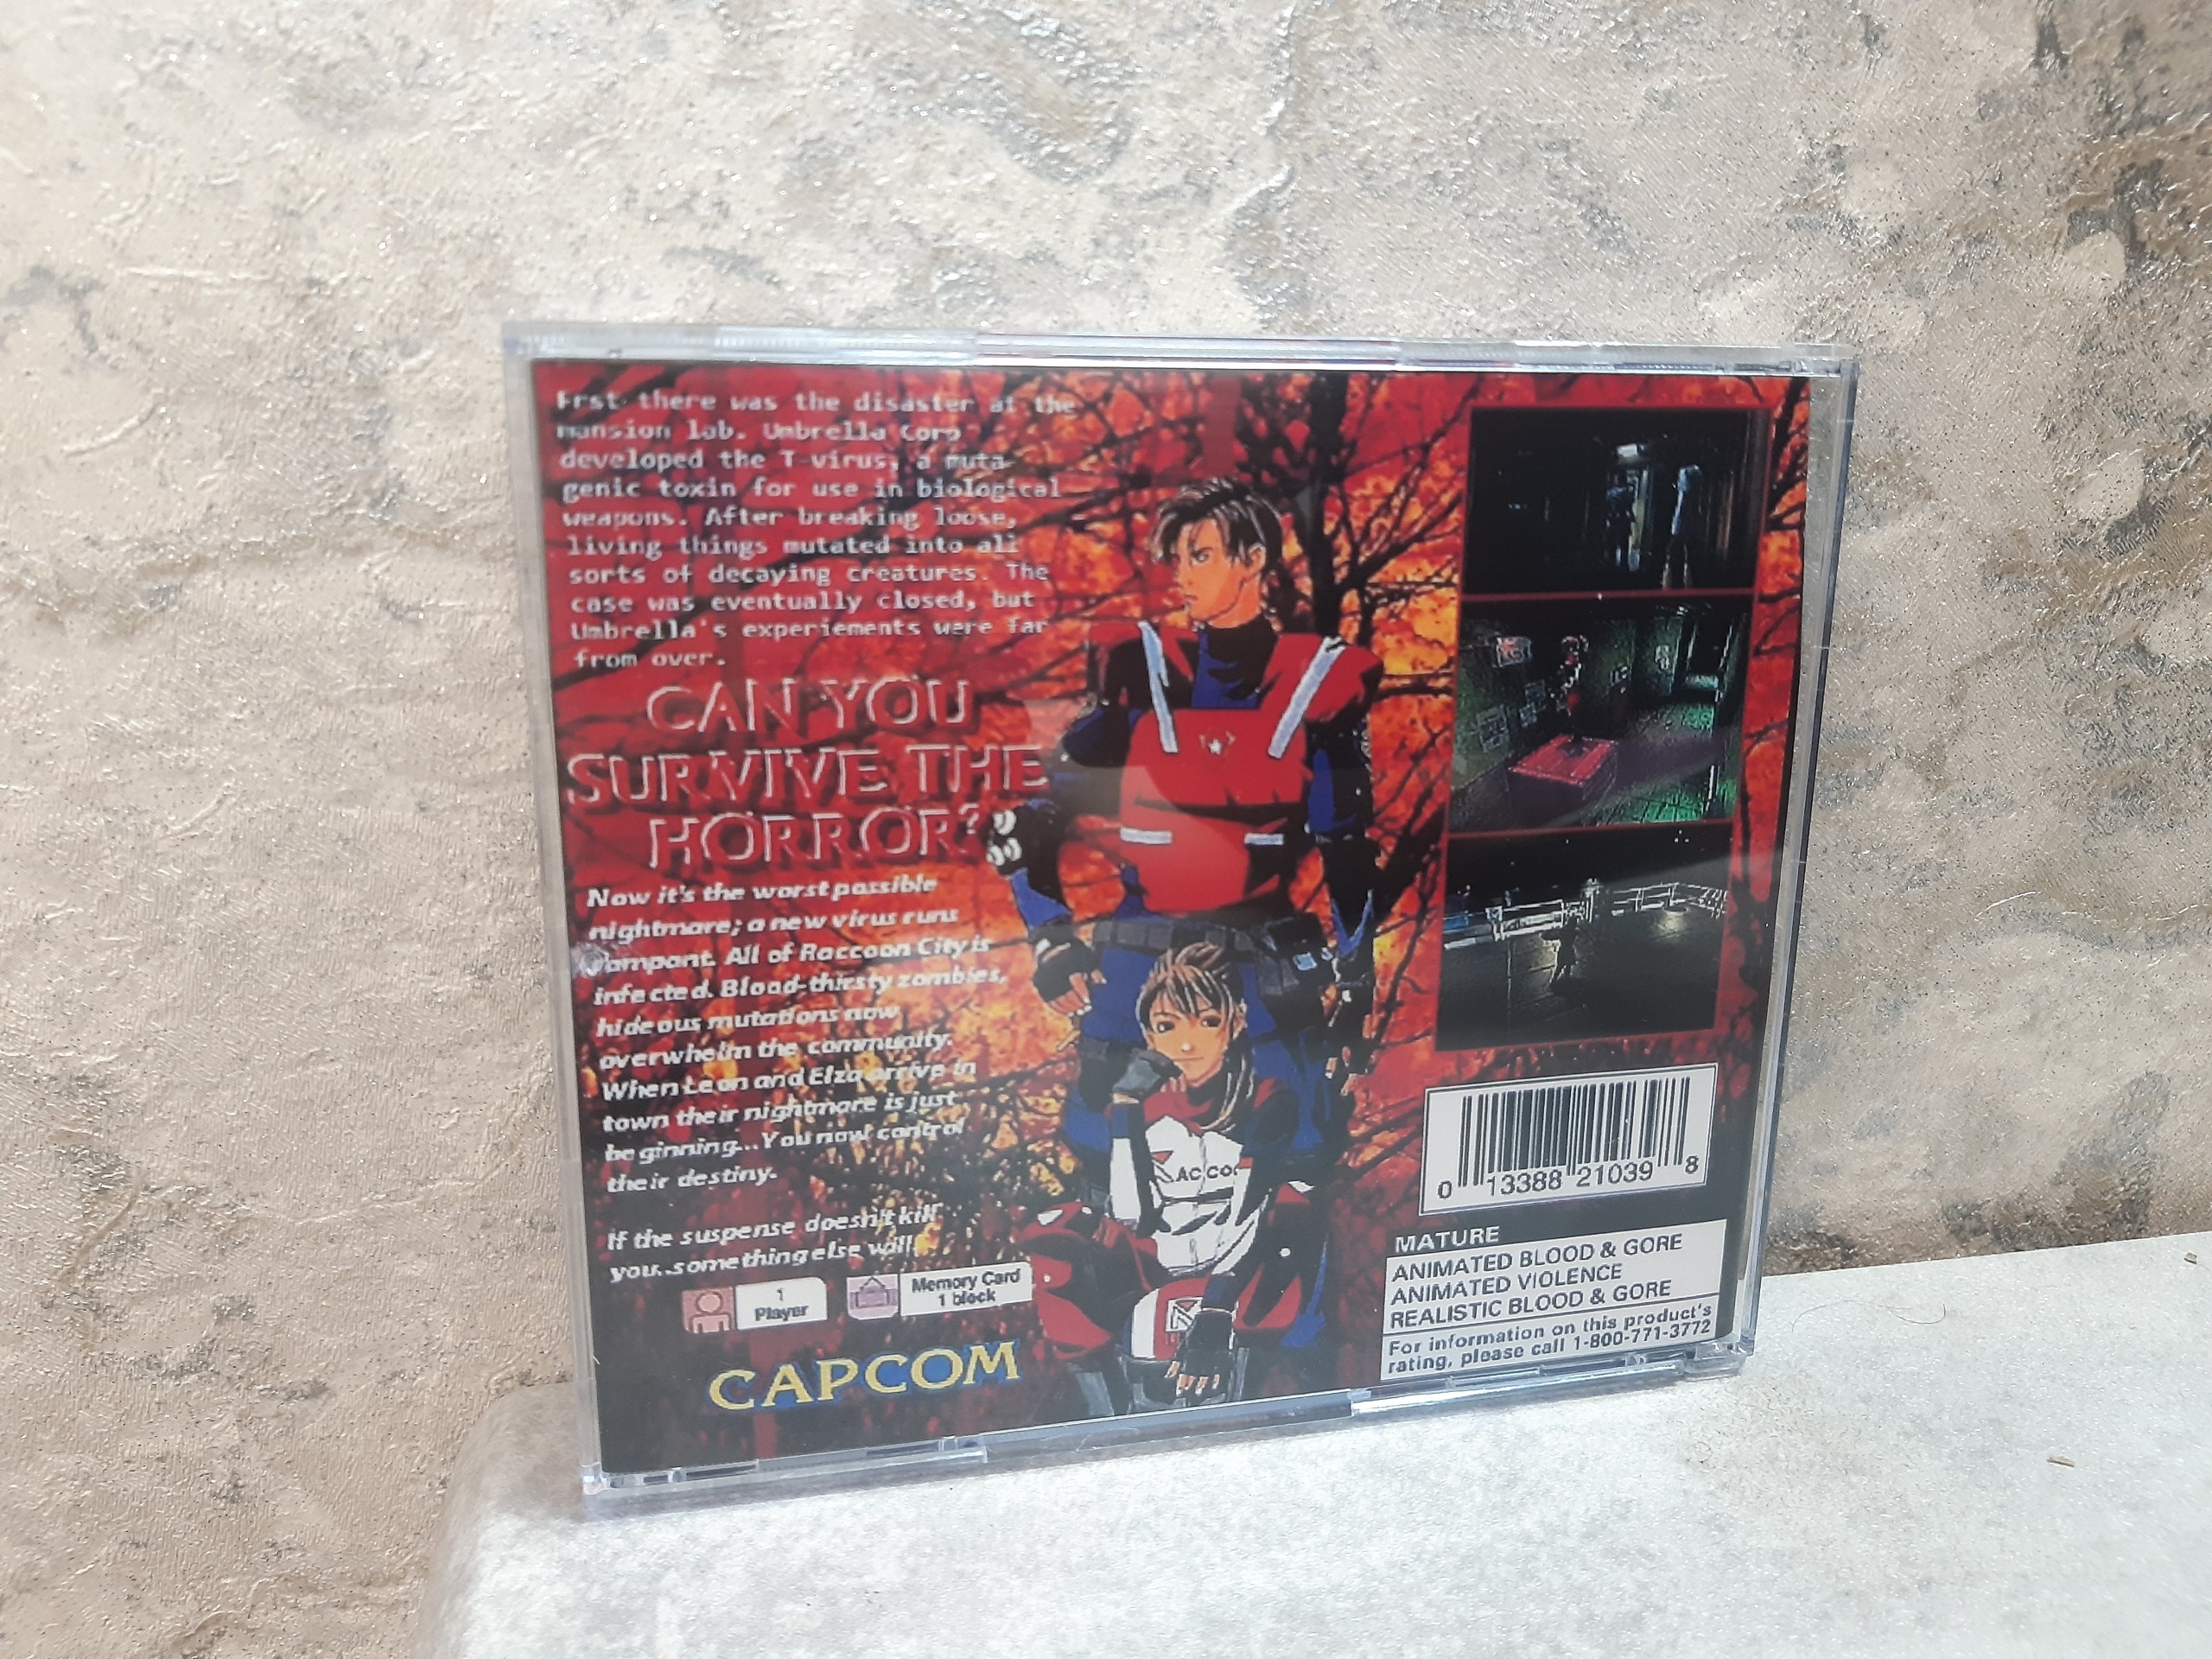 Frst there was the disaster at the
mansion lab. Umbrella Corp
developed the T-virus, a muta-
genic toxin for use in biological
weapons. After breaking loose,
living things mutated into all
sorts of decaying creatures. The
case was eventually closed, but
Umbrella's experiements were far
from over.
CAN YOU
SURVIVE THE
HORROR?
Now it's the worst possible
nightmare; a new virus runs
rampant. All of Raccoon City is
infected. Blood-thirsty zombies,
hideous mutations now
overwhelm the community.
When Leon and Elza arrive in
town their nightmare is just
beginning... You now control
their destiny.
If the suspense doesn't kill
you..something else will.
1
Player
Memory Card
1 block
CAPCOM
0 13388 21039 8
MATURE
ANIMATED BLOOD & GORE
ANIMATED VIOLENCE
REALISTIC BLOOD & GORE
For information on this product's
rating, please call 1-800-771-3772